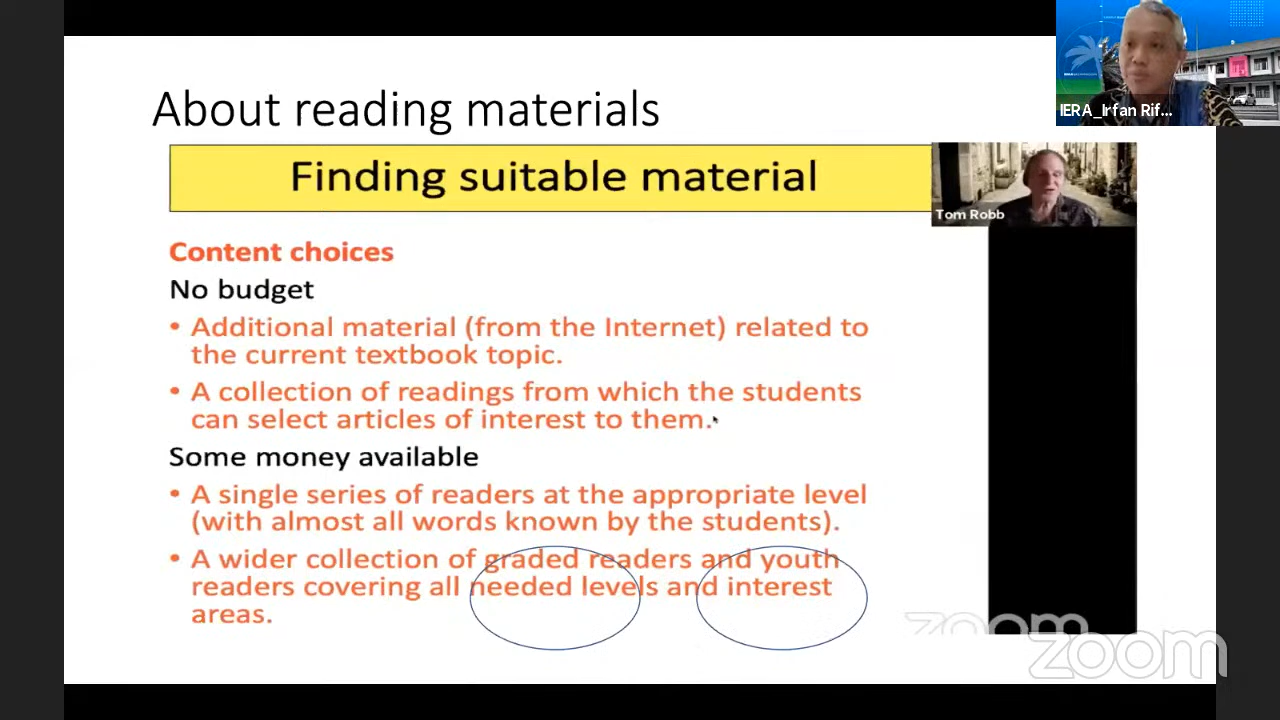 About reading materials
Finding suitable material
IERA_Irfan Rif...
Tom Robb
Content choices
No budget
• Additional material (from the Internet) related to
the current textbook topic.
• A collection of readings from which the students
can select articles of interest to them.
Some money available
• A single series of readers at the appropriate level
(with almost all words known by the students).
• A wider collection of graded readers and youth
readers covering all needed levels and interest
areas.
zoom
zoom